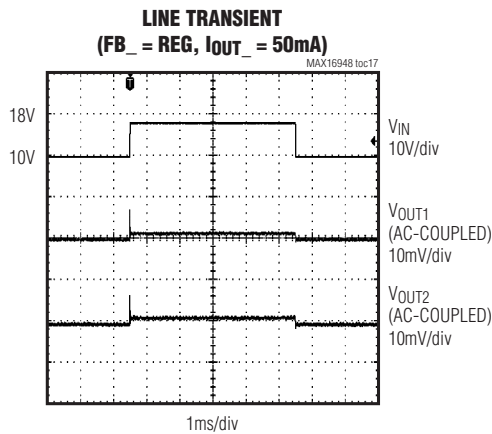 LINE TRANSIENT
(FB_ = REG, IOUT_ = 50mA)
MAX16948 toc17
T
18V
10V
VIN
10V/div
VOUT1
(AC-COUPLED)
10mV/div
VOUT2
(AC-COUPLED)
10mV/div
1ms/div